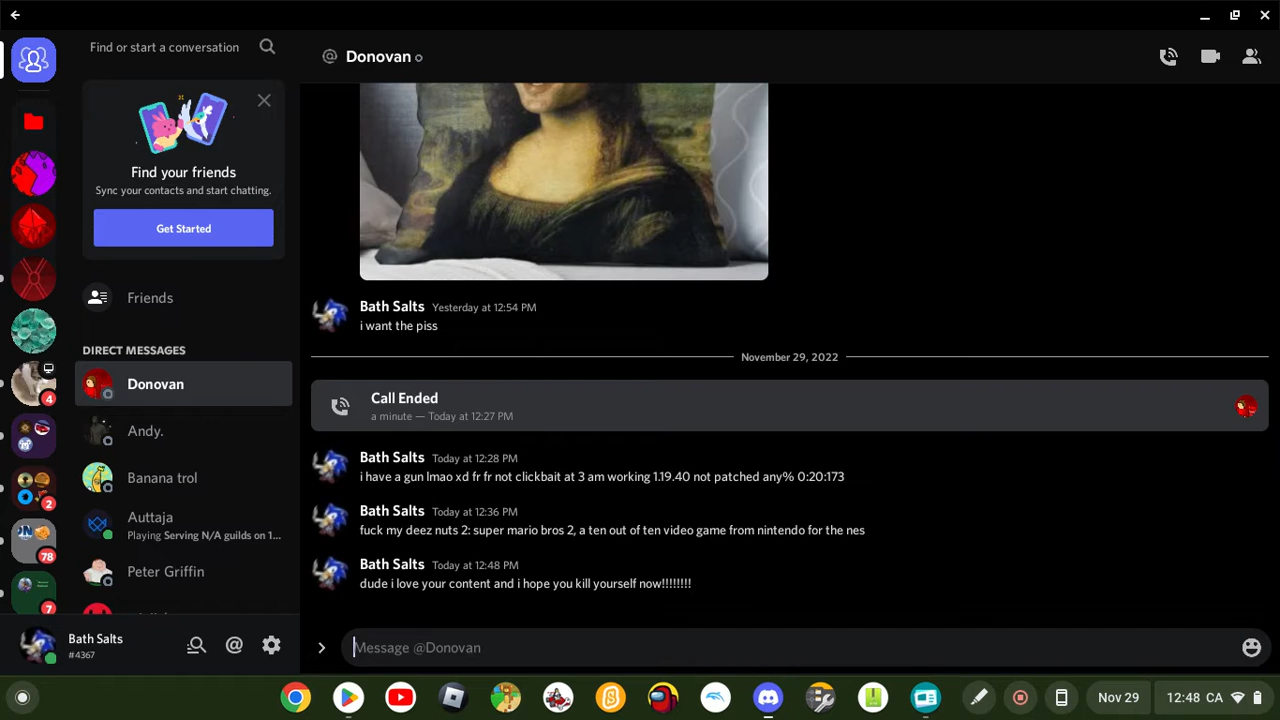 Find or start a conversation
Donovan
Find your friends
Sync your contacts and start chatting.
Get Started
Friends
DIRECT MESSAGES
Donovan
4
Andy.
Banana trol
2
Auttaja
Playing Serving N/A guilds on 1...
78
Peter Griffin
7
Bath Salts
#4367
Bath Salts Yesterday at 12:54 PM
i want the piss
November 29, 2022
Call Ended
a minute — Today at 12:27 PM
Bath Salts Today at 12:28 PM
i have a gun lmao xd fr fr not clickbait at 3 am working 1.19.40 not patched any% 0:20:173
Bath Salts Today at 12:36 PM
fuck my deez nuts 2: super mario bros 2, a ten out of ten video game from nintendo for the nes
Bath Salts Today at 12:48 PM
dude i love your content and i hope you kill yourself now!!!!!!!!
Message @Donovan
Nov 29
12:48 CA